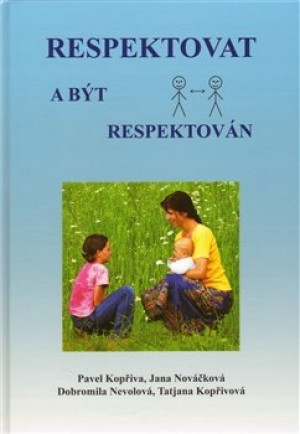 RESPEKTOVAT
A BÝT
RESPEKTOVÁN
Pavel Kopřiva, Jana Nováčková
Dobromila Nevolová, Tatjana Kopřivová